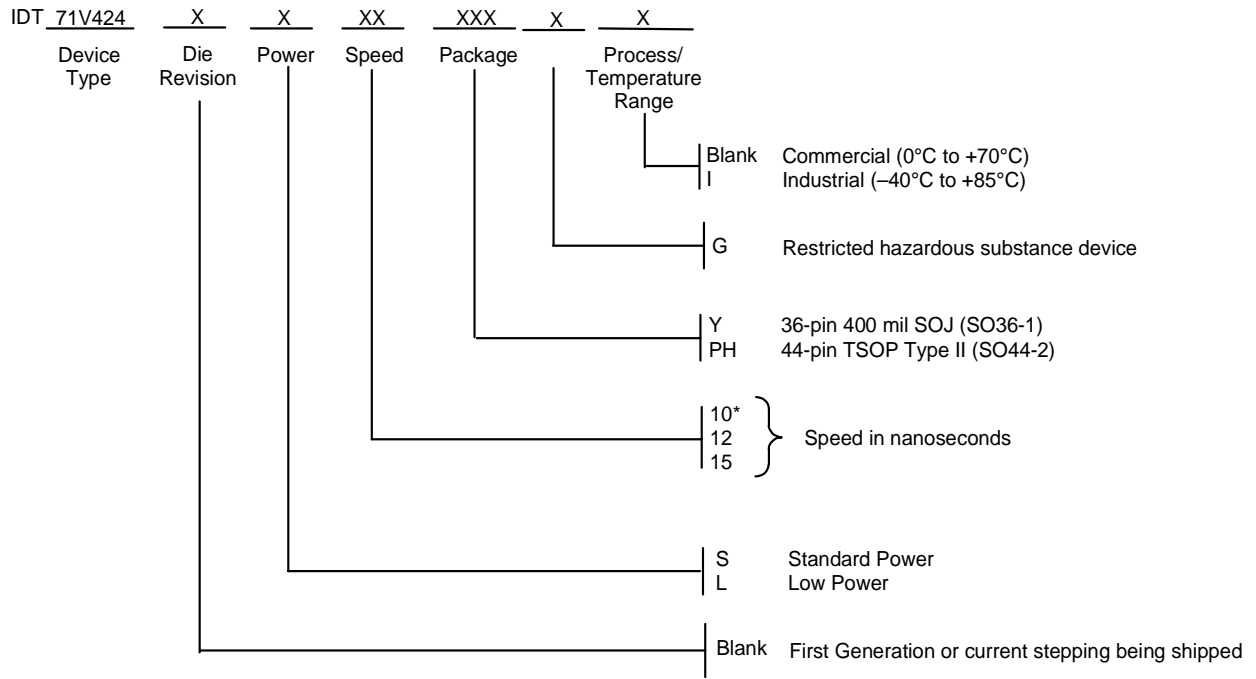 IDT 71V424 X X XX XXX X X
Device Type
Die Revision
Power
Speed
Package
Process/ Temperature Range
Blank Commercial (0°C to +70°C)
I Industrial (–40°C to +85°C)
G Restricted hazardous substance device
Y 36-pin 400 mil SOJ (SO36-1)
PH 44-pin TSOP Type II (SO44-2)
10*
12 Speed in nanoseconds
15
S Standard Power
L Low Power
Blank First Generation or current stepping being shipped